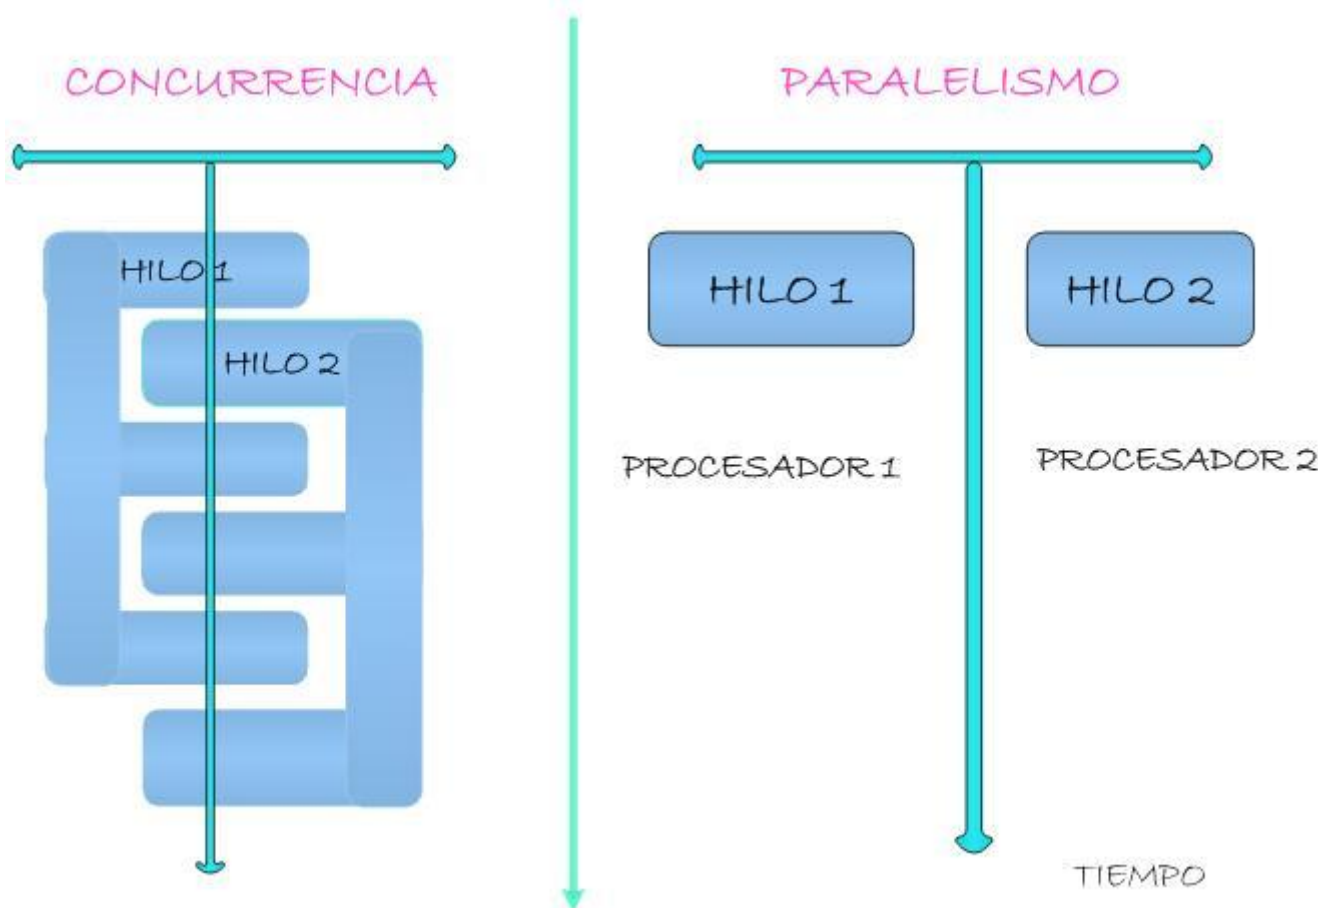 CONCURRENCIA
PARALELISMO
HILO 1
HILO 2
HILO 1
HILO 2
PROCESADOR 1
PROCESADOR 2
TIEMPO